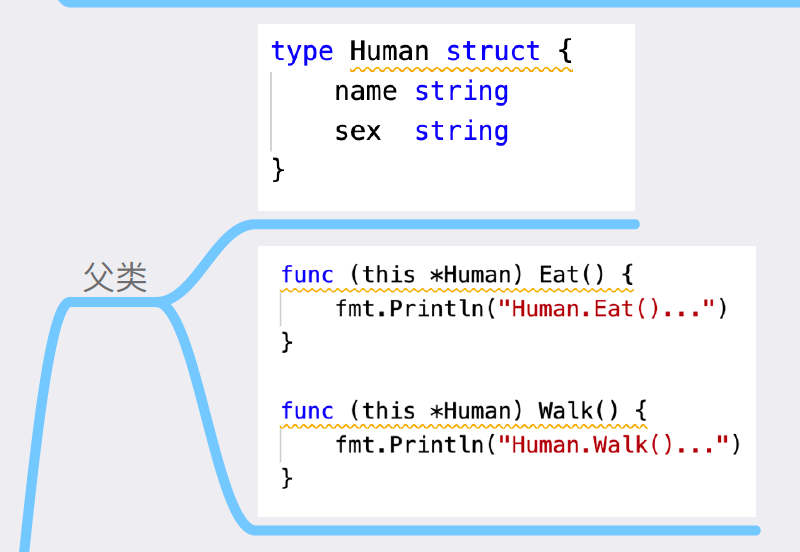 type Human struct {
    name string
    sex  string
}
父类
func (this *Human) Eat() {
    fmt.Println("Human.Eat()...")
}
func (this *Human) Walk() {
    fmt.Println("Human.Walk()...")
}